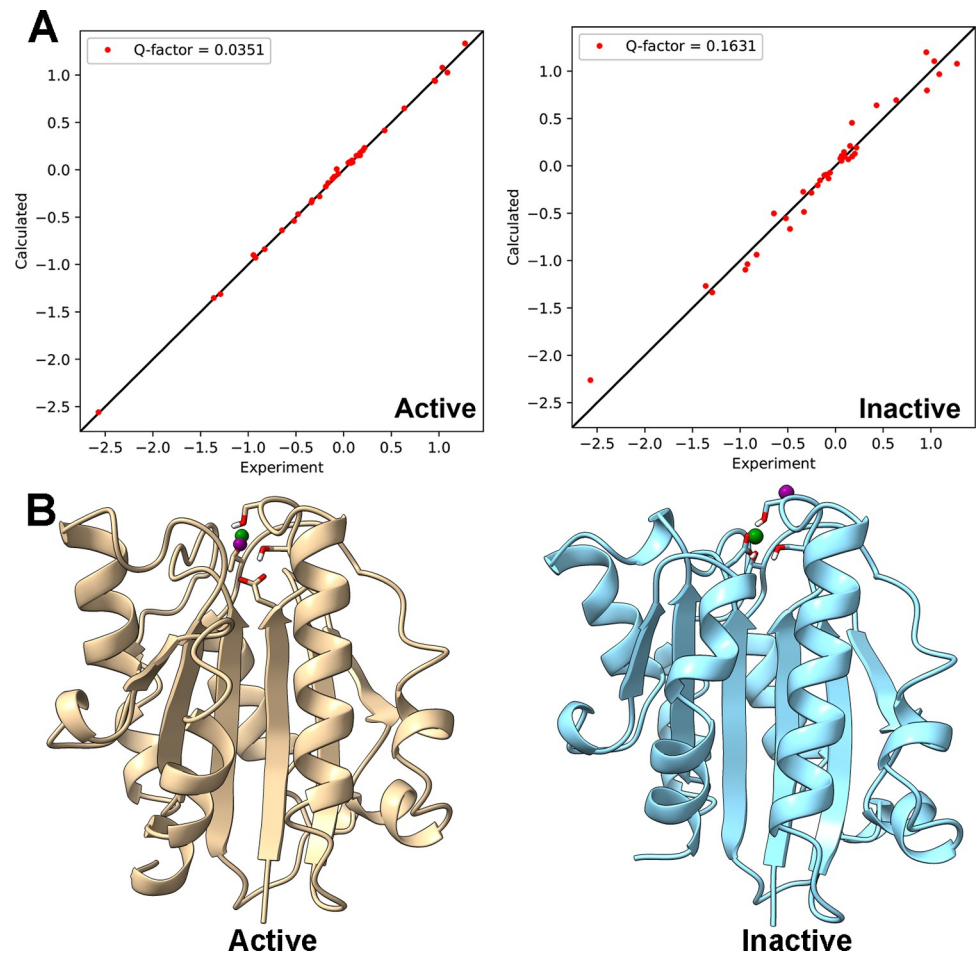 A
Q-factor = 0.0351
1.0
0.5
0.0
−0.5
−1.0
−1.5
−2.0
−2.5
Calculated
Active
−2.5 −2.0 −1.5 −1.0 −0.5 0.0 0.5 1.0
Experiment
Q-factor = 0.1631
1.0
0.5
0.0
−0.5
−1.0
−1.5
−2.0
−2.5
Calculated
Inactive
−2.5 −2.0 −1.5 −1.0 −0.5 0.0 0.5 1.0
Experiment
B
Active
Inactive